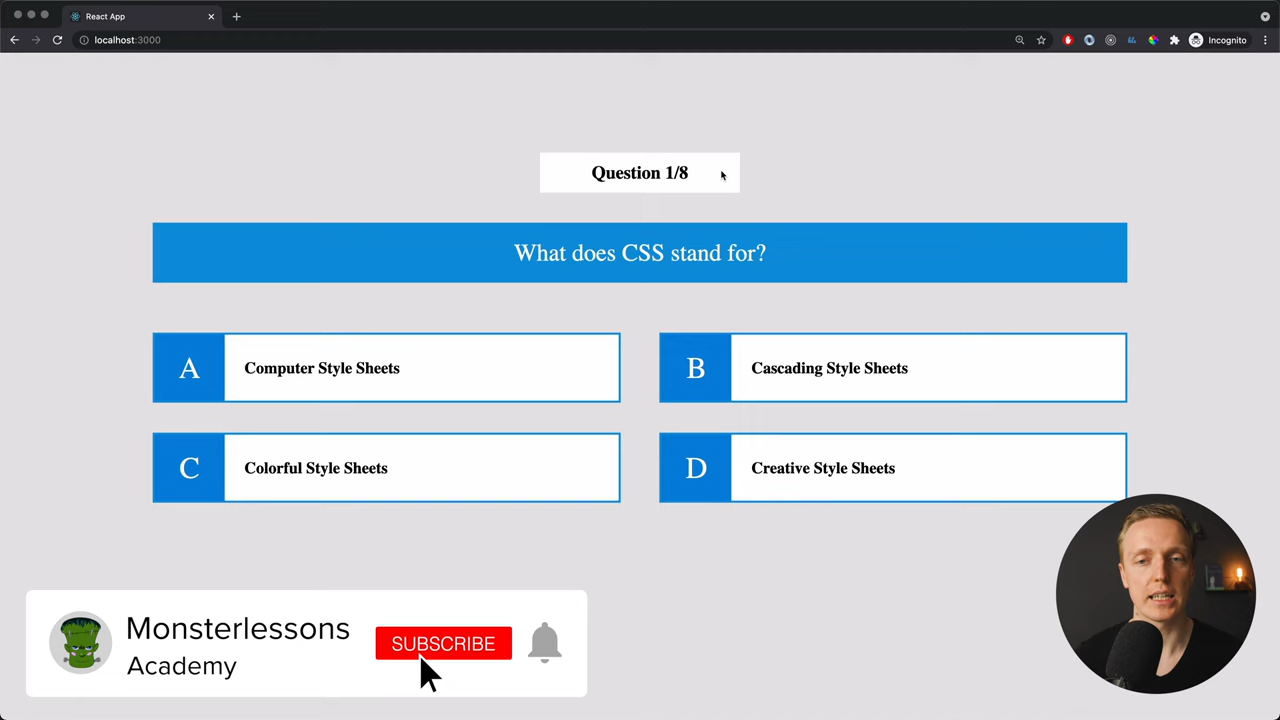 React App
localhost:3000
Incognito
Question 1/8
What does CSS stand for?
A
Computer Style Sheets
B
Cascading Style Sheets
C
Colorful Style Sheets
D
Creative Style Sheets
Monsterlessons
Academy
SUBSCRIBE